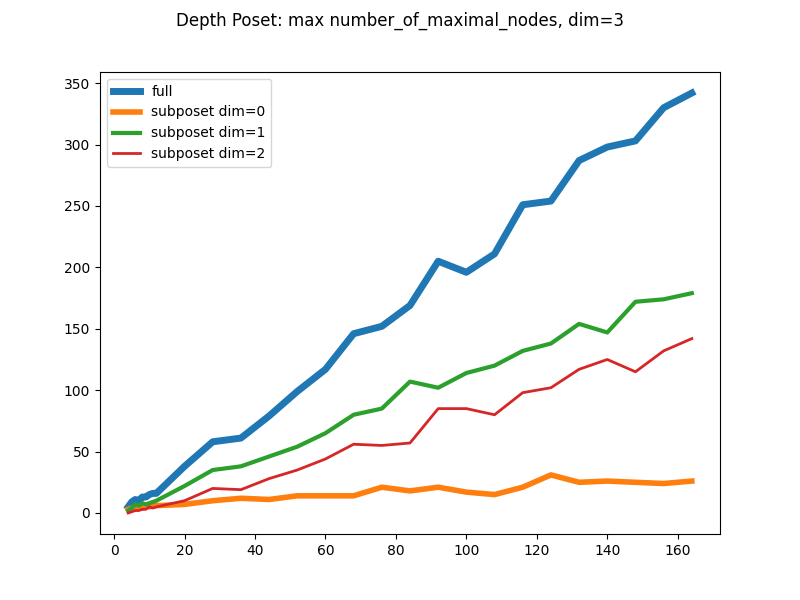 Depth Poset: max number_of_maximal_nodes, dim=3
350
300
250
200
150
100
50
0
full
subposet dim=0
subposet dim=1
subposet dim=2
0 20 40 60 80 100 120 140 160